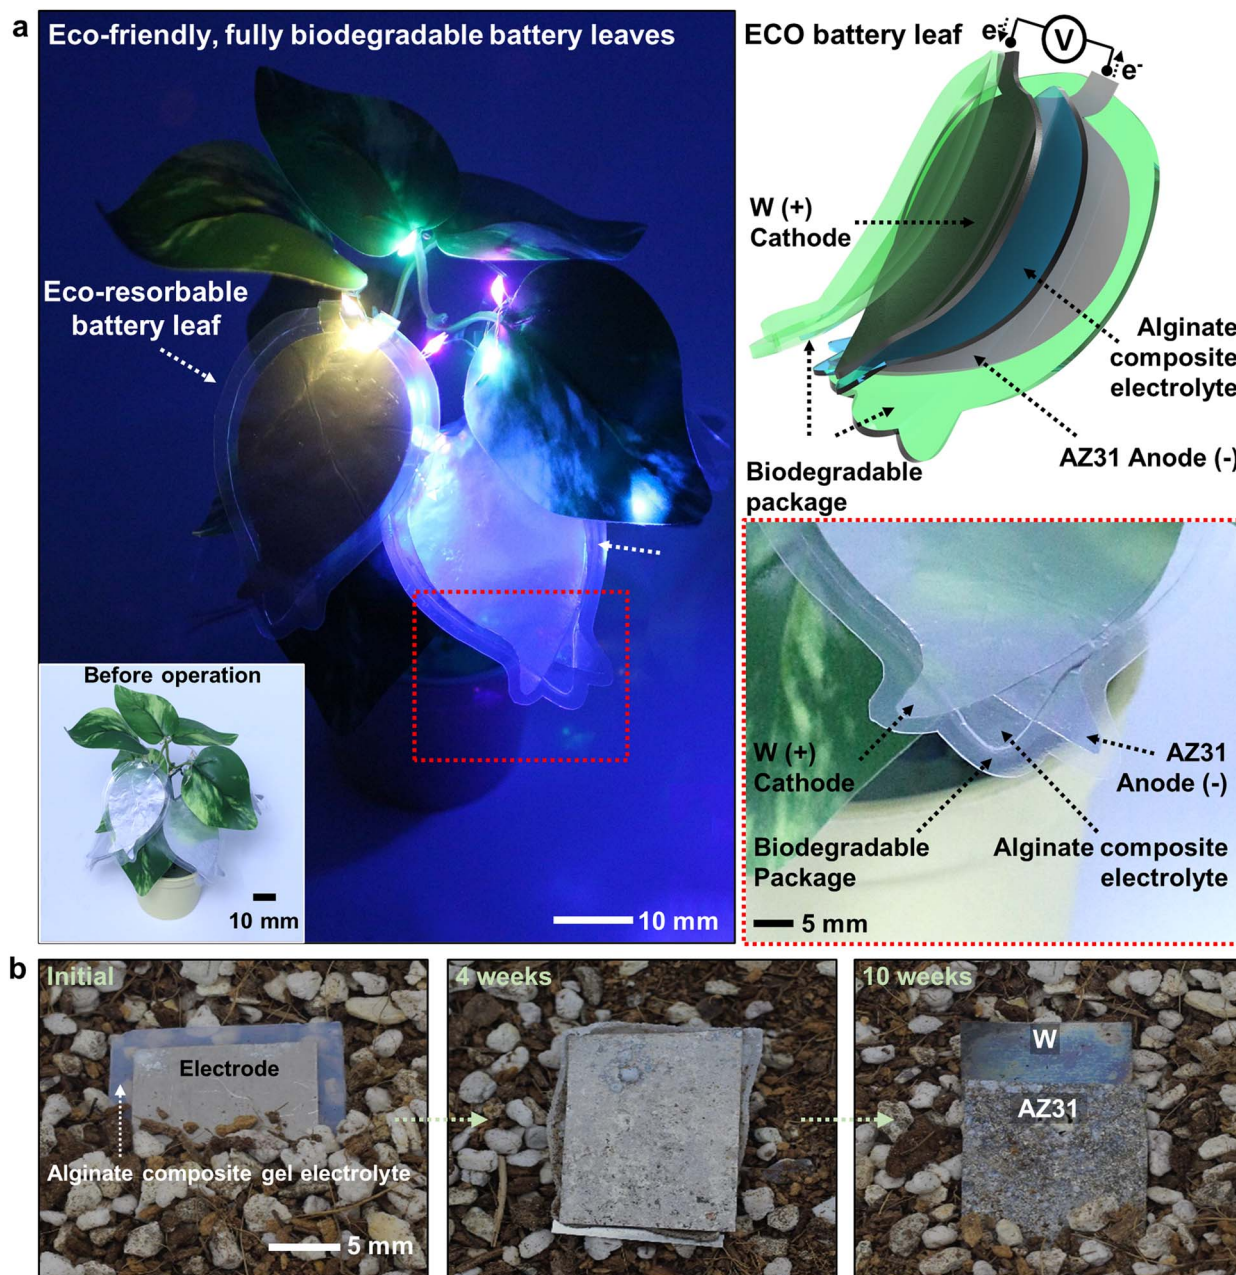 a
Eco-friendly, fully biodegradable battery leaves
Eco-resorbable
battery leaf
Before operation
10 mm
10 mm
ECO battery leaf
e-
V
e-
W (+)
Cathode
Alginate
composite
electrolyte
AZ31 Anode (-)
Biodegradable
package
W (+)
Cathode
AZ31
Anode (-)
Biodegradable
Package
Alginate composite
electrolyte
5 mm
b
Initial
Electrode
Alginate composite gel electrolyte
5 mm
4 weeks
10 weeks
W
AZ31